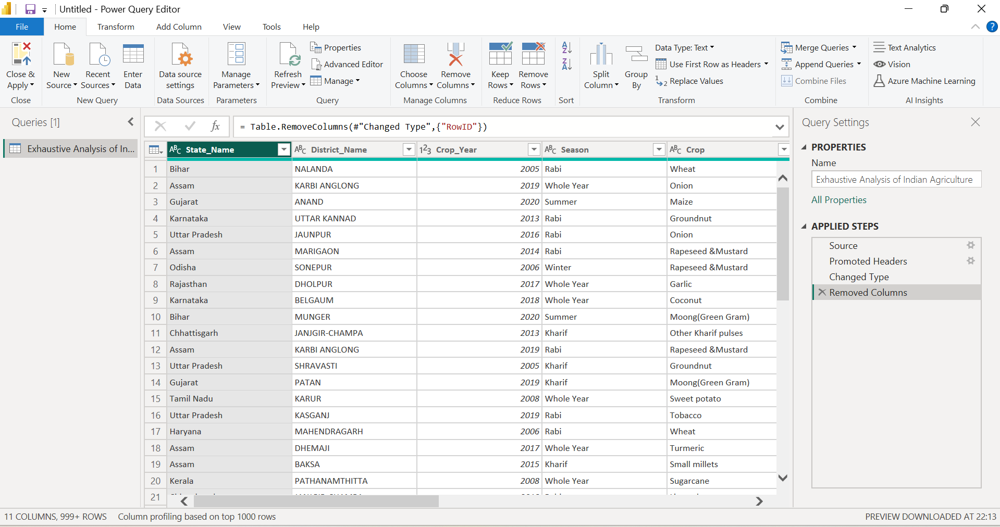 Untitled - Power Query Editor
File Home Transform Add Column View Tools Help
Close & Apply
Close
New Source
Recent Sources
Enter Data
New Query
Data source settings
Data Sources
Manage Parameters
Parameters
Refresh Preview
Properties
Advanced Editor
Manage
Query
Choose Columns
Remove Columns
Manage Columns
Keep Rows
Remove Rows
Reduce Rows
Sort
Split Column
Group By
Data Type: Text
Use First Row as Headers
Replace Values
Transform
Merge Queries
Append Queries
Combine Files
Combine
Text Analytics
Vision
Azure Machine Learning
AI Insights
Queries [1]
Exhaustive Analysis of In...
fx = Table.RemoveColumns(#"Changed Type",{"RowID"})
ABC State_Name ABC District_Name 123 Crop_Year ABC Season ABC Crop
1 Bihar NALANDA 2005 Rabi Wheat
2 Assam KARBI ANGLONG 2019 Whole Year Onion
3 Gujarat ANAND 2020 Summer Maize
4 Karnataka UTTAR KANNAD 2013 Rabi Groundnut
5 Uttar Pradesh JAUNPUR 2016 Rabi Onion
6 Assam MARIGAON 2014 Rabi Rapeseed &Mustard
7 Odisha SONEPUR 2006 Winter Rapeseed &Mustard
8 Rajasthan DHOLPUR 2017 Whole Year Garlic
9 Karnataka BELGAUM 2018 Whole Year Coconut
10 Bihar MUNGER 2020 Summer Moong(Green Gram)
11 Chhattisgarh JANJGIR-CHAMPA 2013 Kharif Other Kharif pulses
12 Assam KARBI ANGLONG 2019 Rabi Rapeseed &Mustard
13 Uttar Pradesh SHRAVASTI 2005 Kharif Groundnut
14 Gujarat PATAN 2019 Kharif Moong(Green Gram)
15 Tamil Nadu KARUR 2008 Whole Year Sweet potato
16 Uttar Pradesh KASGANJ 2019 Rabi Tobacco
17 Haryana MAHENDRAGARH 2006 Rabi Wheat
18 Assam DHEMAJI 2017 Whole Year Turmeric
19 Assam BAKSA 2015 Kharif Small millets
20 Kerala PATHANAMTHITTA 2008 Whole Year Sugarcane
21
Query Settings
PROPERTIES
Name
Exhaustive Analysis of Indian Agriculture
All Properties
APPLIED STEPS
Source
Promoted Headers
Changed Type
Removed Columns
11 COLUMNS, 999+ ROWS Column profiling based on top 1000 rows
PREVIEW DOWNLOADED AT 22:13